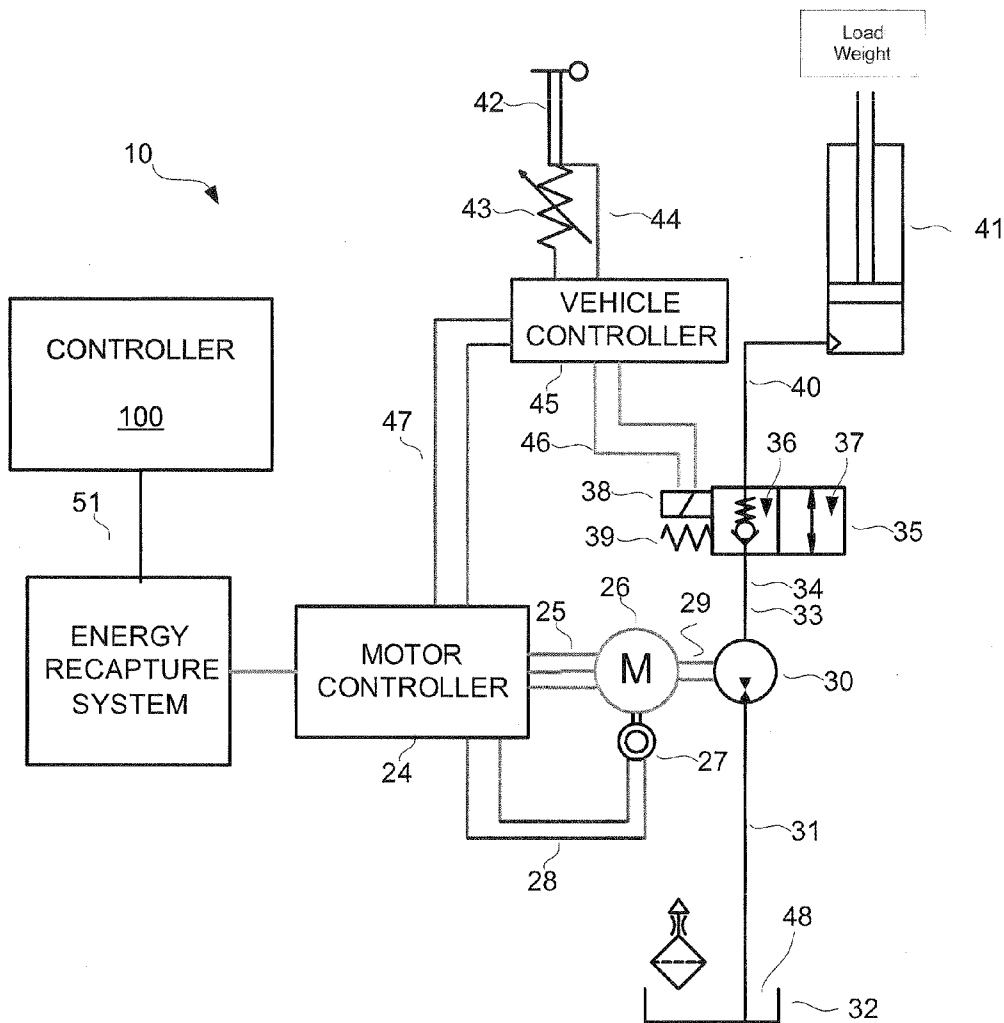 Load
Weight
42
10
43
44
41
CONTROLLER
100
VEHICLE
CONTROLLER
45
40
47
46
36
37
38
39
35
51
34
33
26
25
29
ENERGY
RECAPTURE
SYSTEM
MOTOR
CONTROLLER
M
30
24
27
31
28
48
32